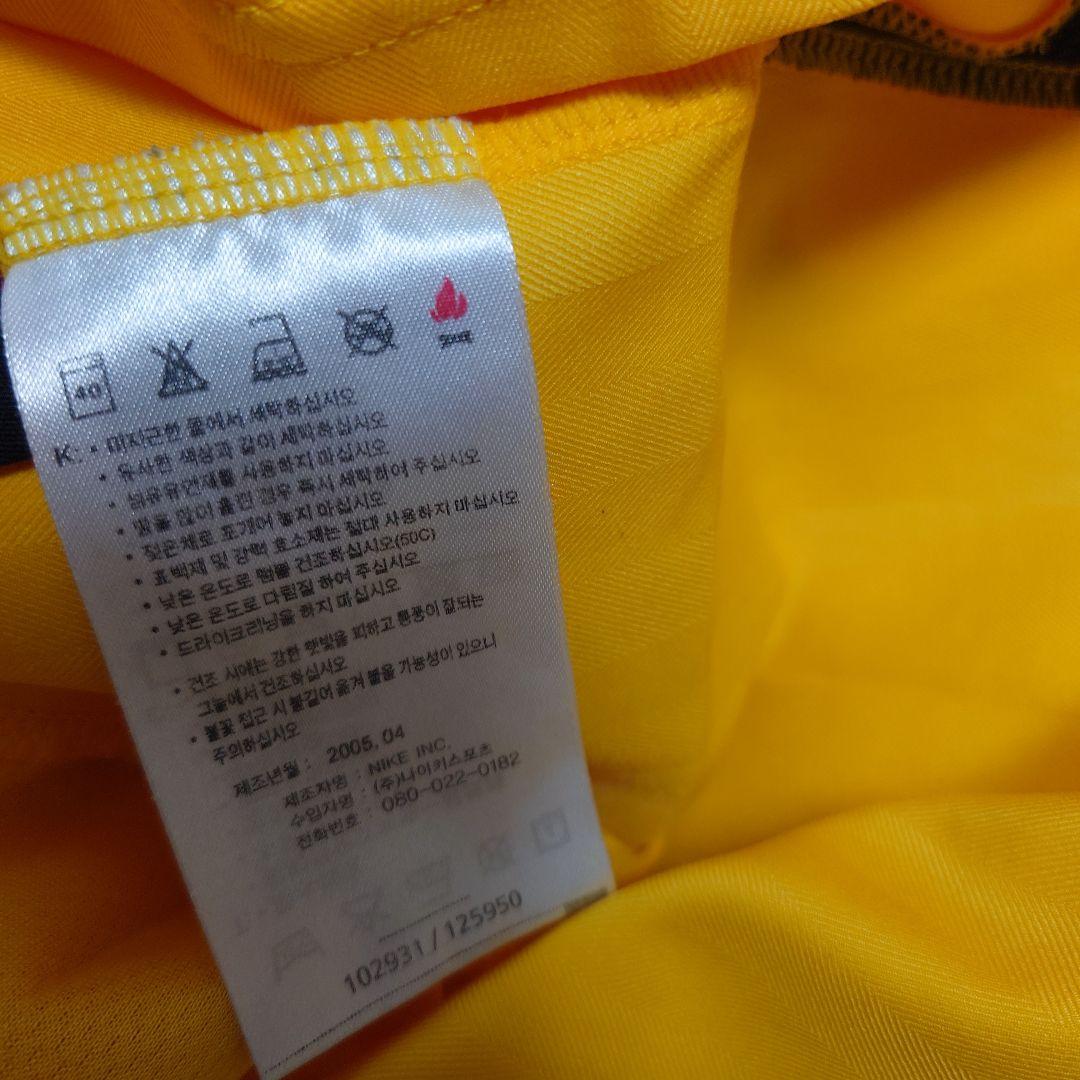 40
K: • 미지근한 물에서 세탁하십시오
• 유사한 색상과 같이 세탁하십시오
• 섬유유연제를 사용하지 마십시오
• 땀을 많이 흘린 경우 즉시 세탁하여 주십시오
• 젖은채로 포개어 놓지 마십시오
• 표백제 및 강력 효소제는 절대 사용하지 마십시오
• 낮은 온도로 텀블 건조하십시오(50C)
• 낮은 온도로 다림질 하여 주십시오
• 드라이크리닝을 하지 마십시오
• 건조 시에는 강한 햇빛을 피하고 통풍이 잘되는
그늘에서 건조하십시오
• 불꽃 접근 시 불길이 옮겨 붙을 가능성이 있으니
주의하십시오
제조년월 : 2005. 04
제조자명 : NIKE INC.
수입자명 : (주)나이키스포츠
전화번호 : 080-022-0182
102931 / 125950